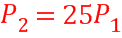 P₂ = 25P₁